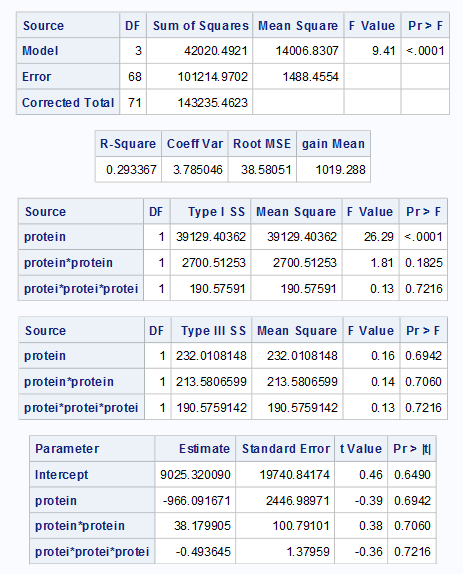 Source DF Sum of Squares Mean Square F Value Pr > F
Model 3 42020.4921 14006.8307 9.41 <.0001
Error 68 101214.9702 1488.4554
Corrected Total 71 143235.4623
R-Square Coeff Var Root MSE gain Mean
0.293367 3.785046 38.58051 1019.288
Source DF Type I SS Mean Square F Value Pr > F
protein 1 39129.40362 39129.40362 26.29 <.0001
protein*protein 1 2700.51253 2700.51253 1.81 0.1825
protei*protei*protei 1 190.57591 190.57591 0.13 0.7216
Source DF Type III SS Mean Square F Value Pr > F
protein 1 232.0108148 232.0108148 0.16 0.6942
protein*protein 1 213.5806599 213.5806599 0.14 0.7060
protei*protei*protei 1 190.5759142 190.5759142 0.13 0.7216
Parameter Estimate Standard Error t Value Pr > |t|
Intercept 9025.320090 19740.84174 0.46 0.6490
protein -966.091671 2446.98971 -0.39 0.6942
protein*protein 38.179905 100.79101 0.38 0.7060
protei*protei*protei -0.493645 1.37959 -0.36 0.7216